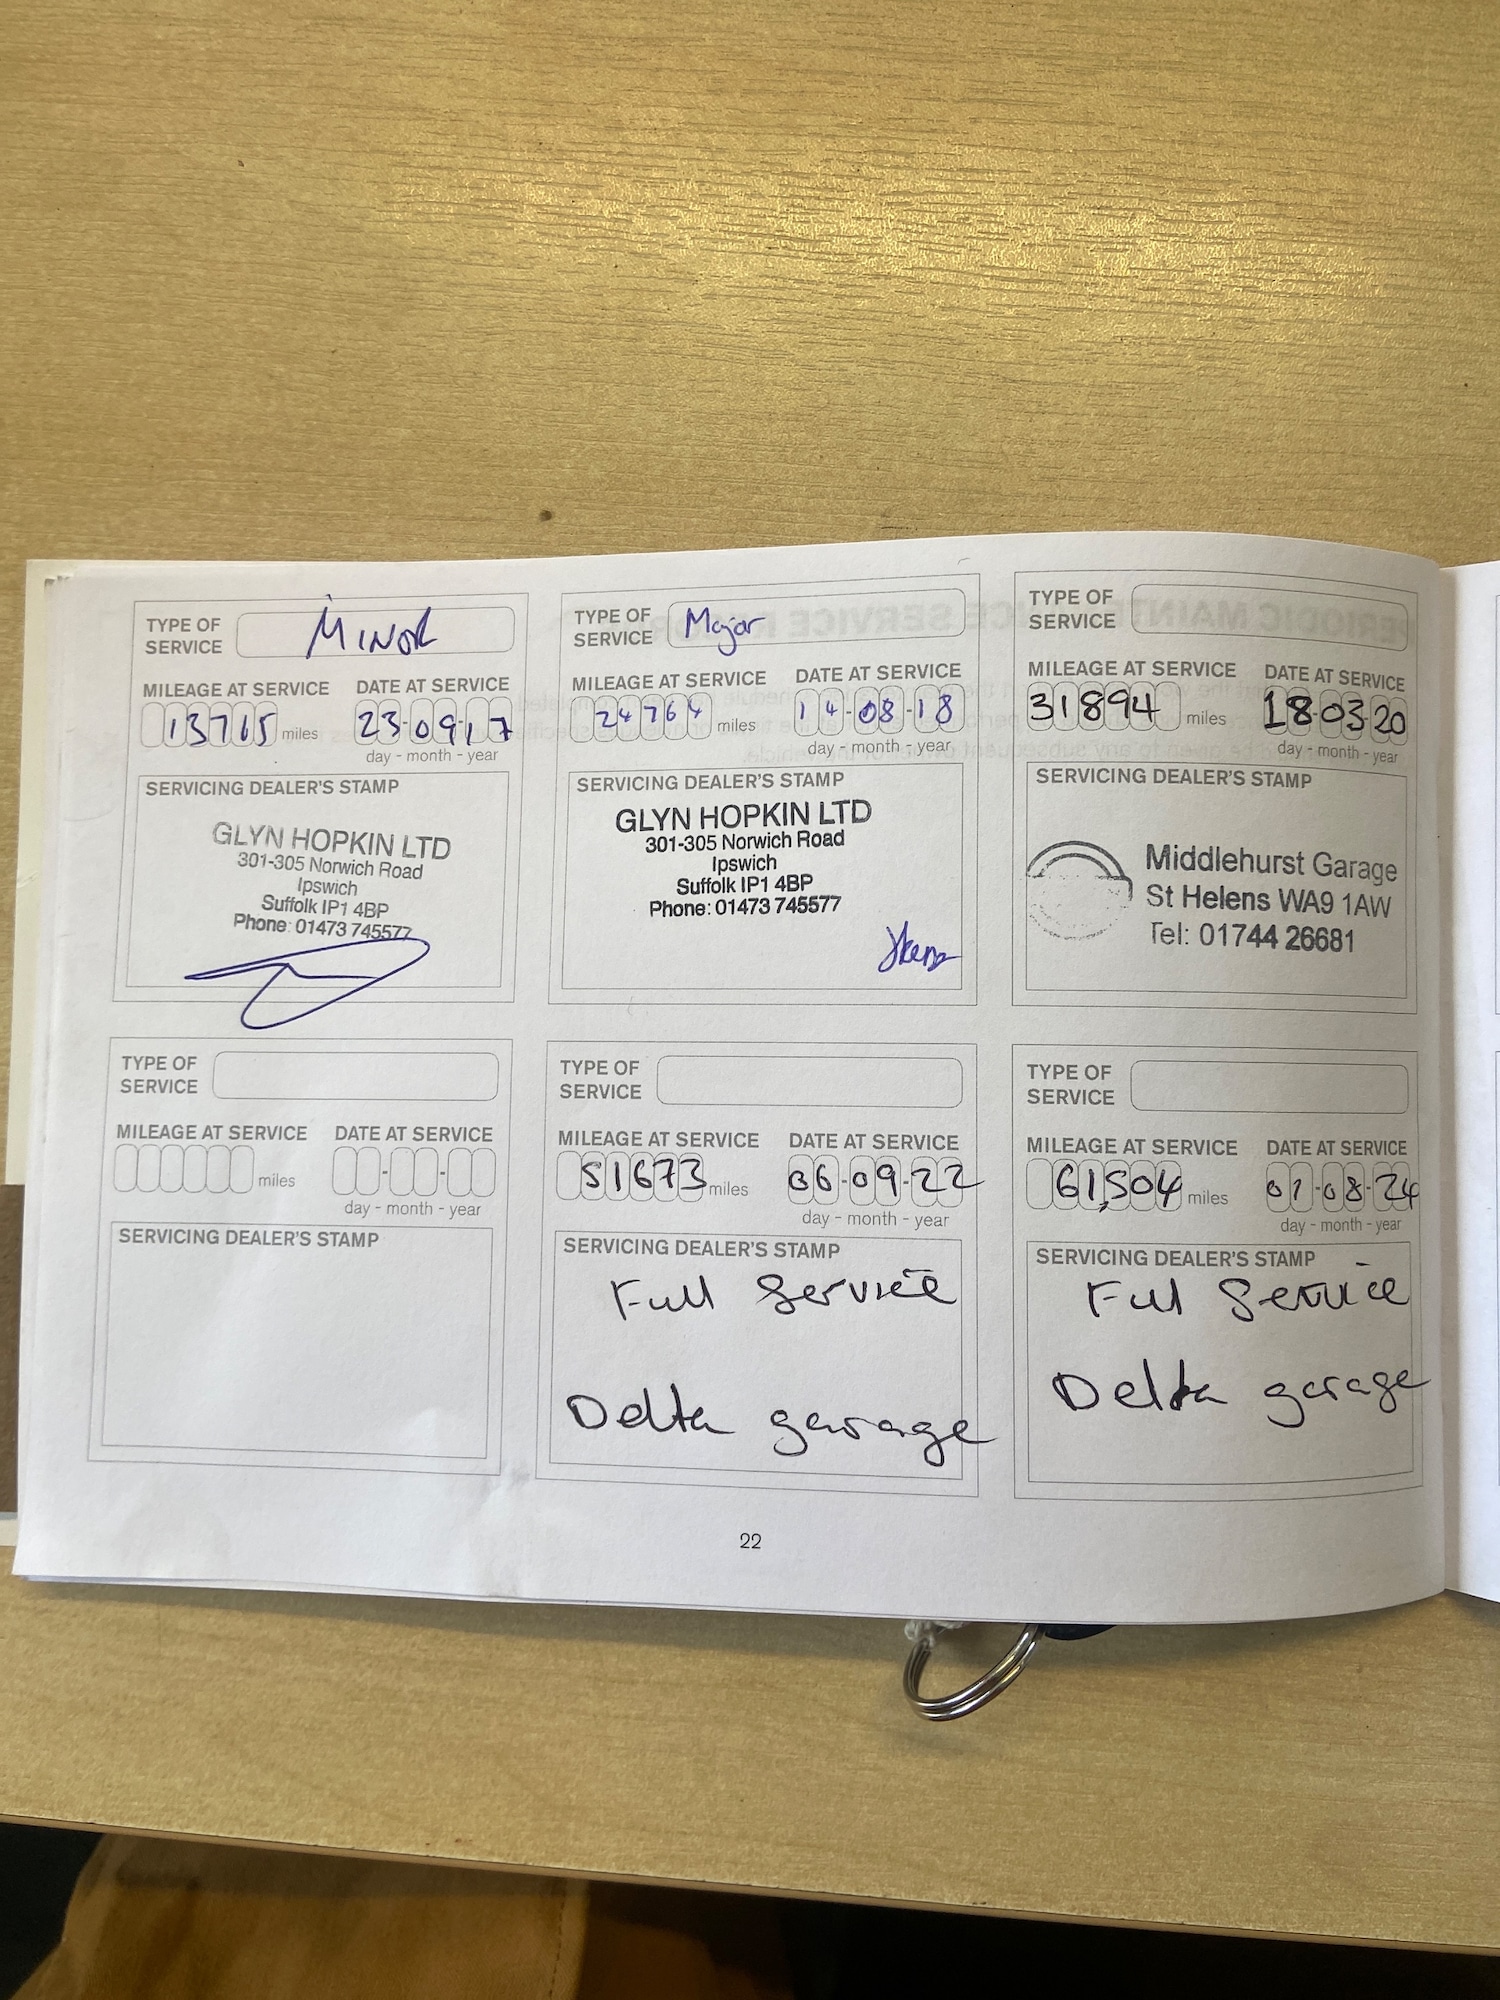 TYPE OF
SERVICE
MINOR
MILEAGE AT SERVICE
DATE AT SERVICE
13715 miles
23-09-17
day - month - year
SERVICING DEALER'S STAMP
GLYN HOPKIN LTD
301-305 Norwich Road
Ipswich
Suffolk IP1 4BP
Phone: 01473 745577
TYPE OF
SERVICE
Major
MILEAGE AT SERVICE
DATE AT SERVICE
24764 miles
14-08-18
day - month - year
SERVICING DEALER'S STAMP
GLYN HOPKIN LTD
301-305 Norwich Road
Ipswich
Suffolk IP1 4BP
Phone: 01473 745577
TYPE OF
SERVICE
MILEAGE AT SERVICE
DATE AT SERVICE
31894 miles
18-03-20
day - month - year
SERVICING DEALER'S STAMP
Middlehurst Garage
St Helens WA9 1AW
Tel: 01744 26681
TYPE OF
SERVICE
MILEAGE AT SERVICE
DATE AT SERVICE
miles
day - month - year
SERVICING DEALER'S STAMP
TYPE OF
SERVICE
MILEAGE AT SERVICE
DATE AT SERVICE
51673 miles
06-09-22
day - month - year
SERVICING DEALER'S STAMP
Full Service
Delta garage
TYPE OF
SERVICE
MILEAGE AT SERVICE
DATE AT SERVICE
61,504 miles
01-08-24
day - month - year
SERVICING DEALER'S STAMP
Full Service
Delta garage
22